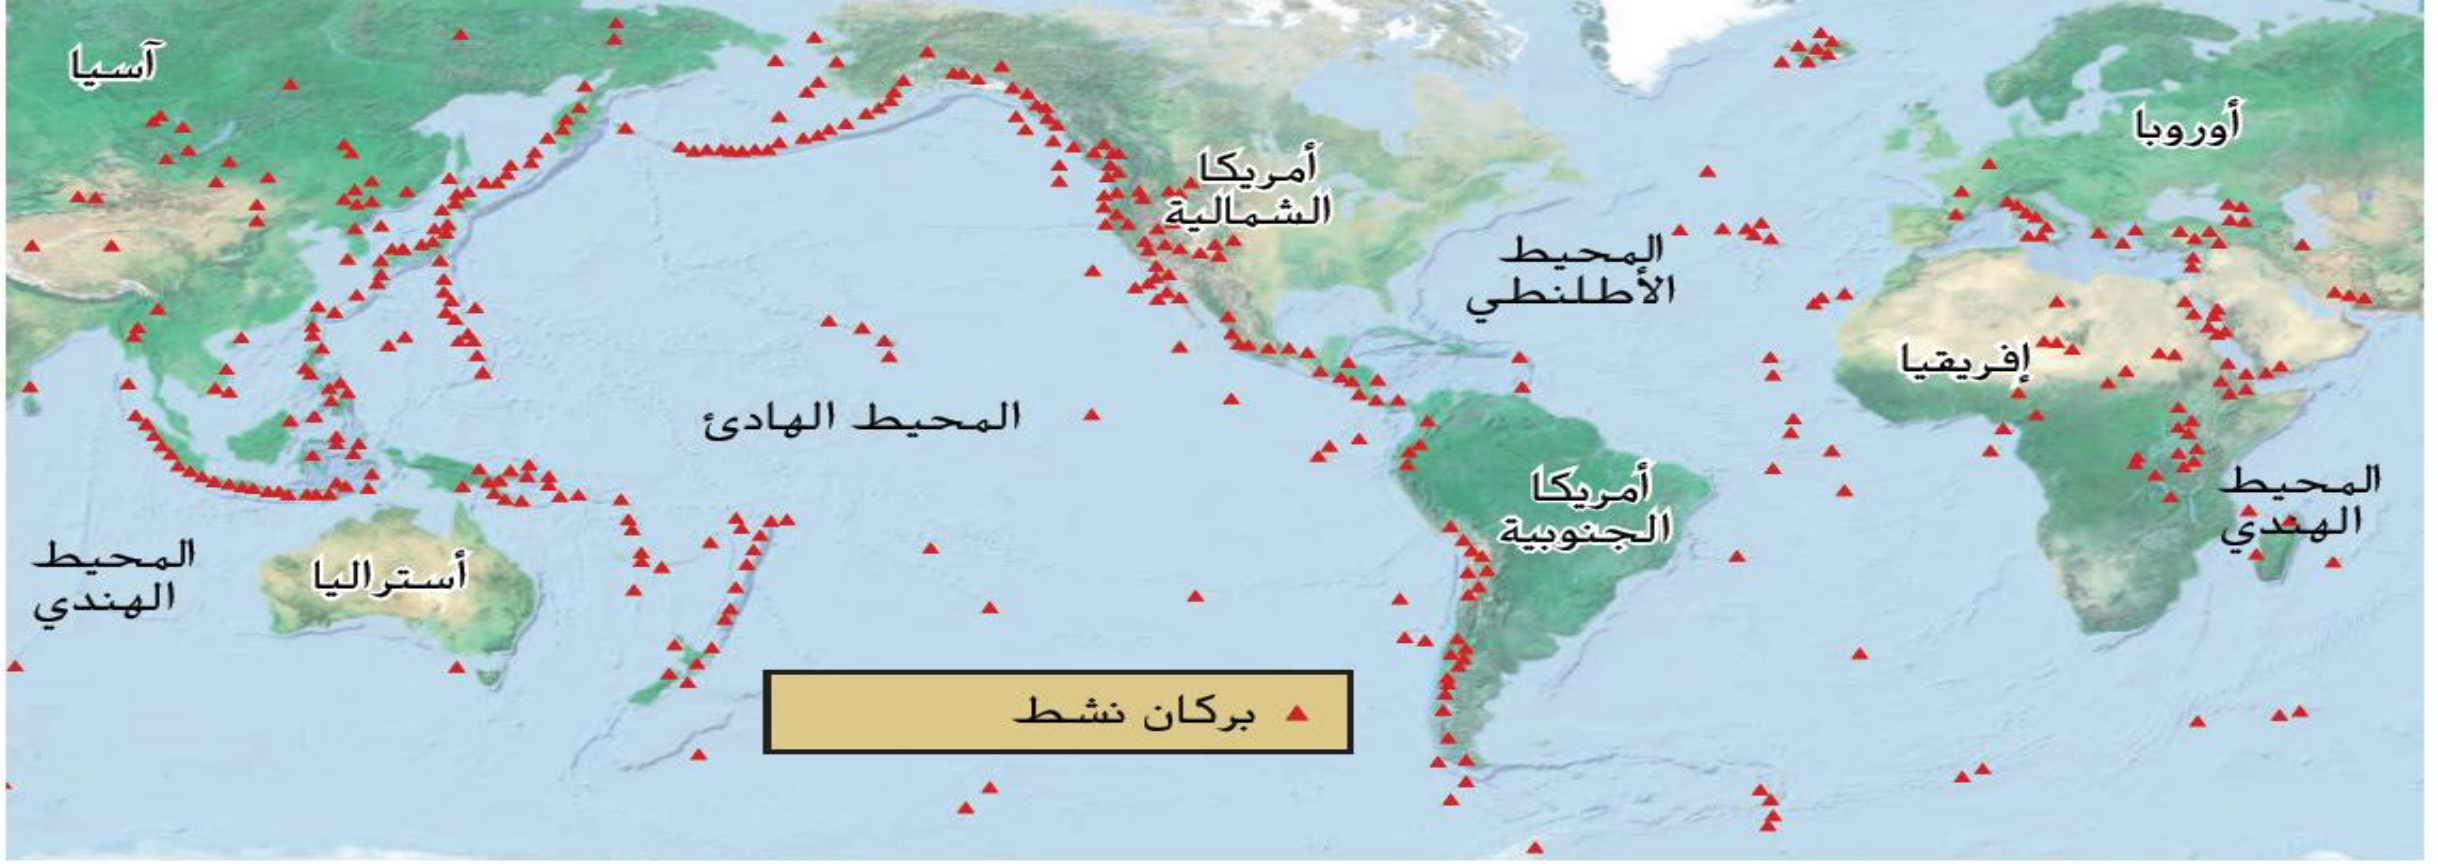 آسيا
أوروبا
أمريكا
الشمالية
المحيط
الأطلنطي
إفريقيا
المحيط الهادئ
أمريكا
الجنوبية
المحيط
الهندي
المحيط
الهندي
أستراليا
بركان نشط